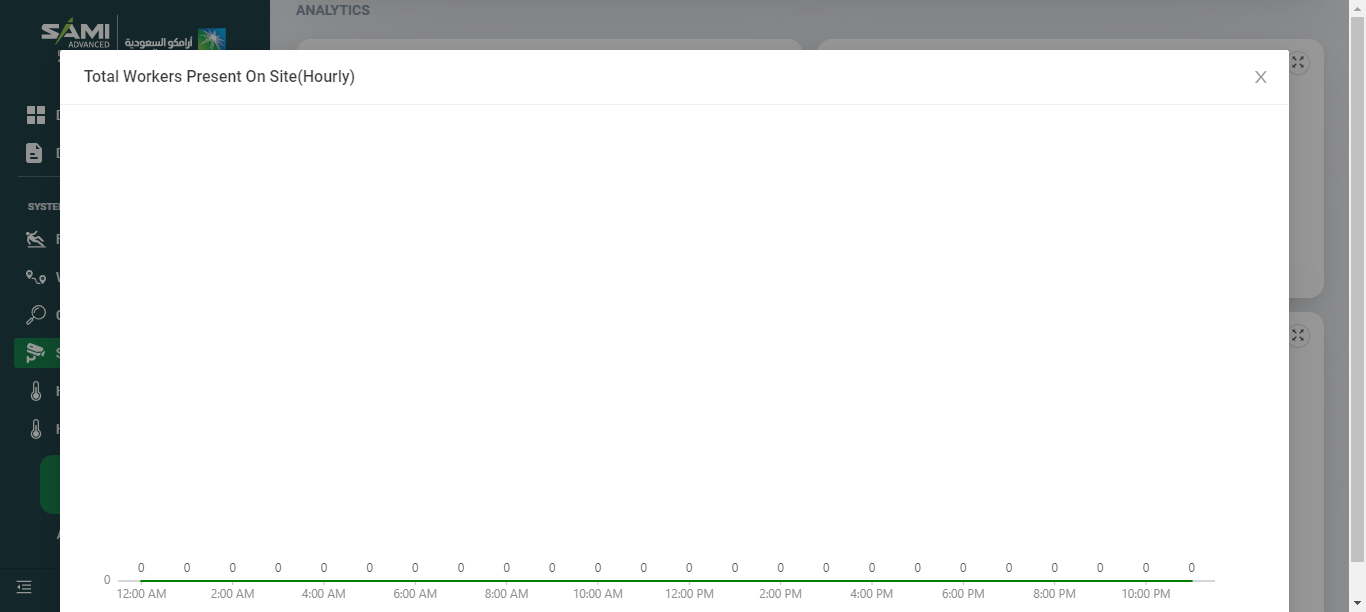 ANALYTICS
SAMI
ADVANCED
أرامكو السعودية
Total Workers Present On Site(Hourly)
X
D
D
SYSTE
F
W
S
H
H
A
0 0 0 0 0 0 0 0 0 0 0 0 0 0 0 0 0 0 0 0 0 0 0 0
0
12:00 AM 2:00 AM 4:00 AM 6:00 AM 8:00 AM 10:00 AM 12:00 PM 2:00 PM 4:00 PM 6:00 PM 8:00 PM 10:00 PM